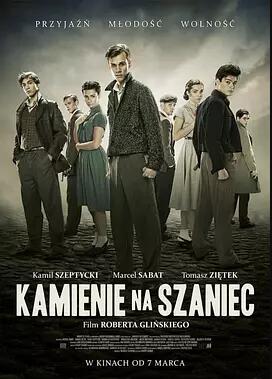 PRZYJAŹŃ MŁODOŚĆ WOLNOŚĆ
Kamil SZEPTYCKI Marcel SABAT Tomasz ZIĘTEK
KAMIENIE NA SZANIEC
Film ROBERTA GLIŃSKIEGO
W KINACH OD 7 MARCA